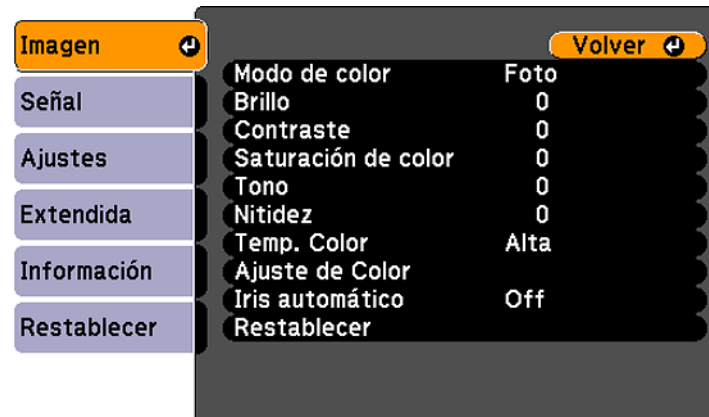 Imagen
Señal
Ajustes
Extendida
Información
Restablecer
Volver
Modo de color Foto
Brillo 0
Contraste 0
Saturación de color 0
Tono 0
Nitidez 0
Temp. Color Alta
Ajuste de Color
Iris automático Off
Restablecer